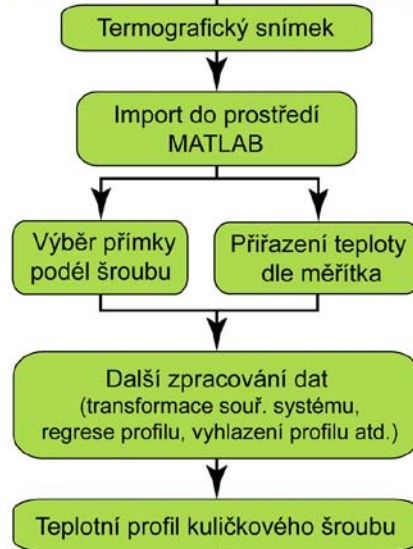 Termografický snímek
Import do prostředí
MATLAB
Výběr přímky
podél šroubu
Přiřazení teploty
dle měřítka
Další zpracování dat
(transformace souř. systému,
regrese profilu, vyhlazení profilu atd.)
Teplotní profil kuličkového šroubu